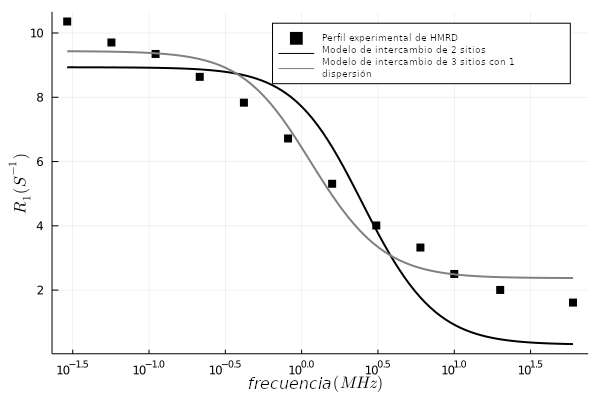 10
8
6
4
2
R₁(S⁻¹)
Perfil experimental de HMRD
Modelo de intercambio de 2 sitios
Modelo de intercambio de 3 sitios con 1
dispersión
10⁻¹·⁵ 10⁻¹·⁰ 10⁻⁰·⁵ 10⁰·⁰ 10⁰·⁵ 10¹·⁰ 10¹·⁵
frecuencia(MHz)